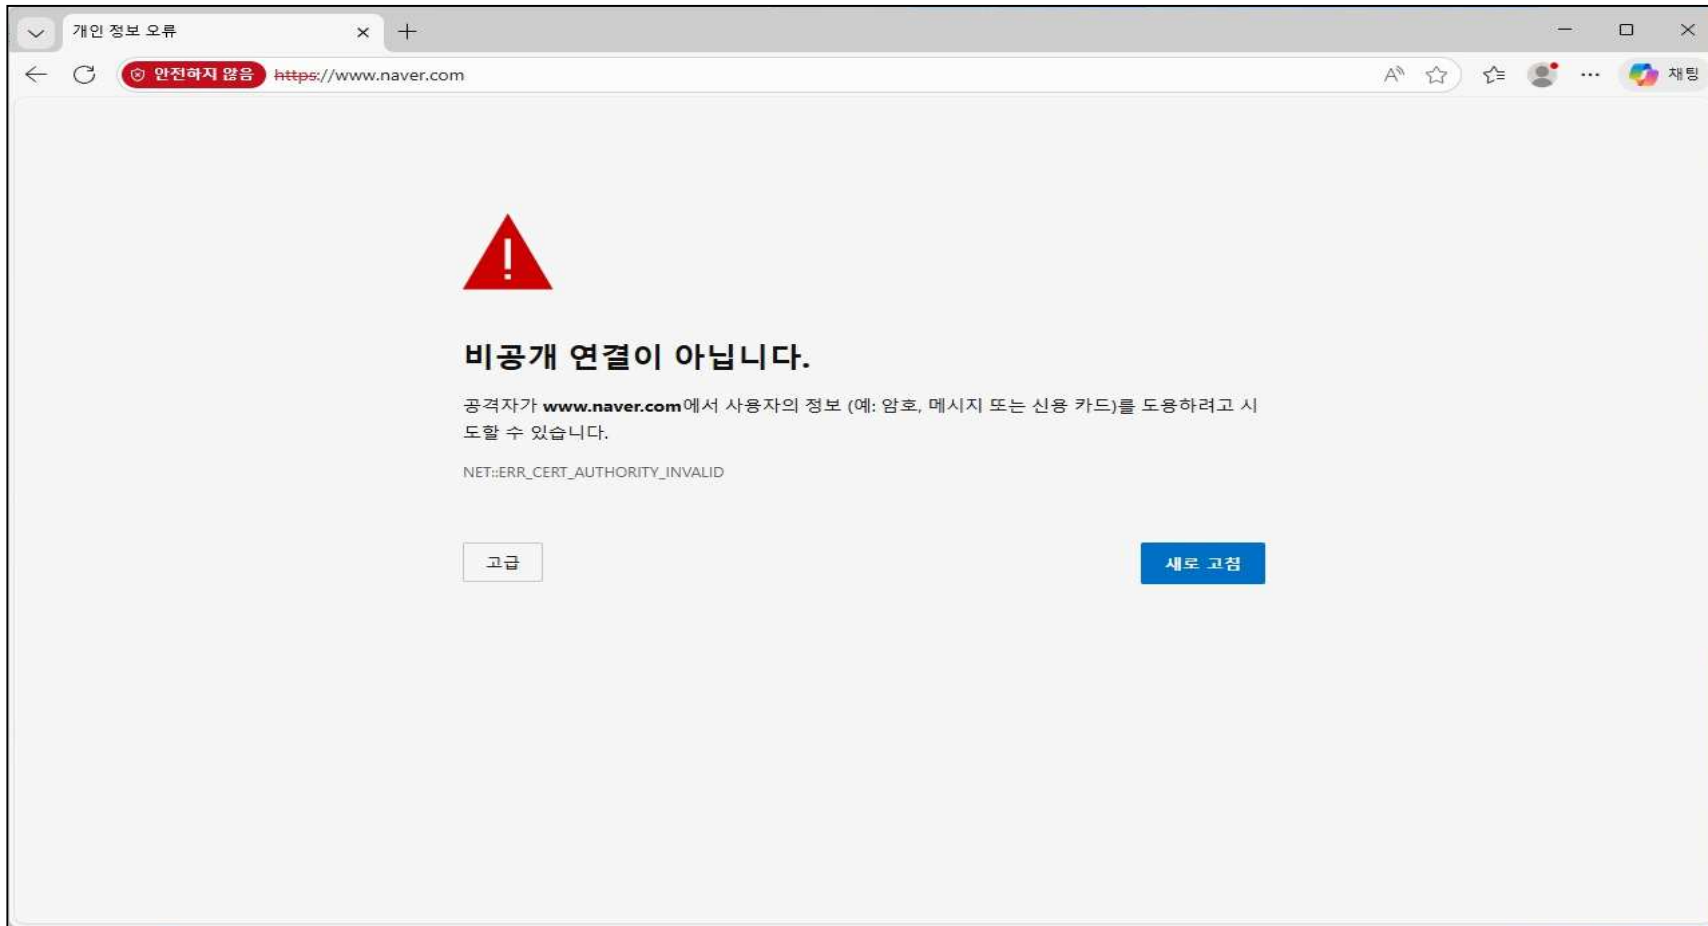 개인 정보 오류
안전하지 않음 https://www.naver.com
채팅
비공개 연결이 아닙니다.
공격자가 www.naver.com에서 사용자의 정보 (예: 암호, 메시지 또는 신용 카드)를 도용하려고 시
도할 수 있습니다.
NET::ERR_CERT_AUTHORITY_INVALID
고급
새로 고침